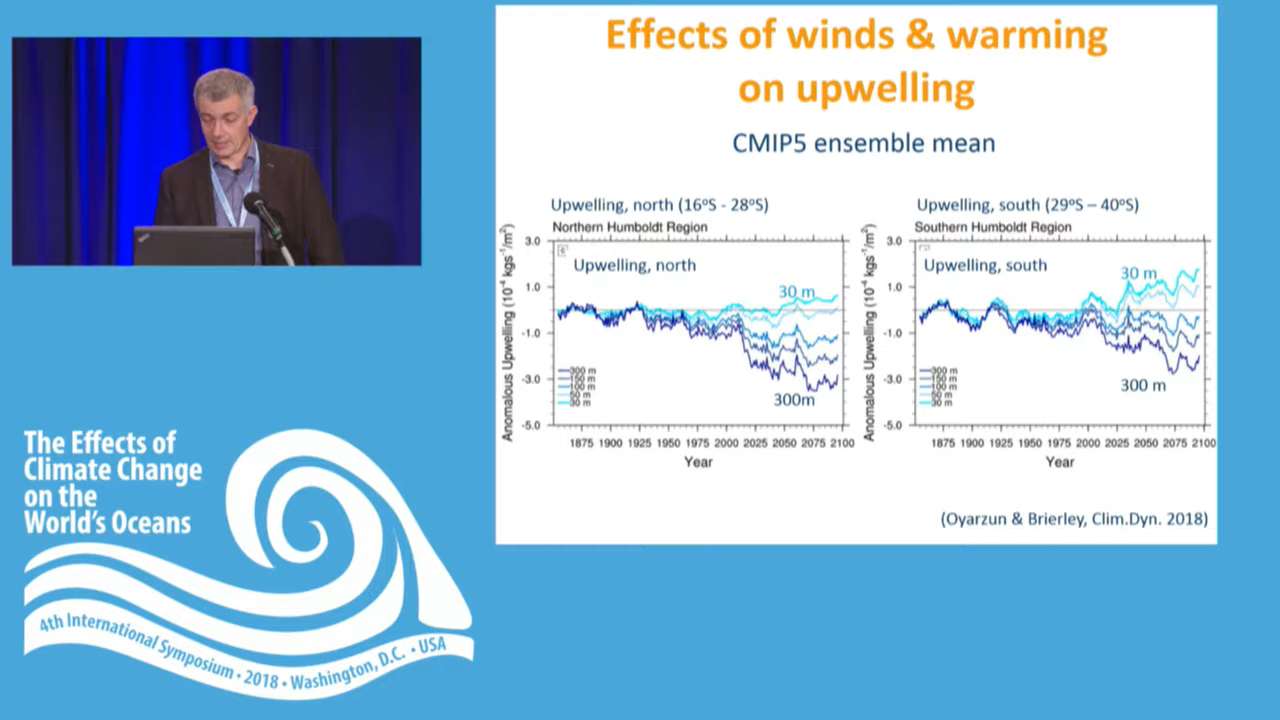 Effects of winds & warming
on upwelling
CMIP5 ensemble mean
Upwelling, north (16°S - 28°S)
Northern Humboldt Region
Upwelling, north
30 m
300m
300 m
150 m
100 m
50 m
30 m
3.0
1.0
-1.0
-3.0
-5.0
Anomalous Upwelling (10⁻⁴ kgs⁻¹/m²)
1875 1900 1925 1950 1975 2000 2025 2050 2075 2100
Year
Upwelling, south (29°S – 40°S)
Southern Humboldt Region
Upwelling, south
30 m
300 m
300 m
150 m
100 m
50 m
30 m
3.0
1.0
-1.0
-3.0
-5.0
Anomalous Upwelling (10⁻⁴ kgs⁻¹/m²)
1875 1900 1925 1950 1975 2000 2025 2050 2075 2100
Year
(Oyarzun & Brierley, Clim.Dyn. 2018)
The Effects of
Climate Change
on the
World's Oceans
4th International Symposium • 2018 • Washington, D.C. • USA